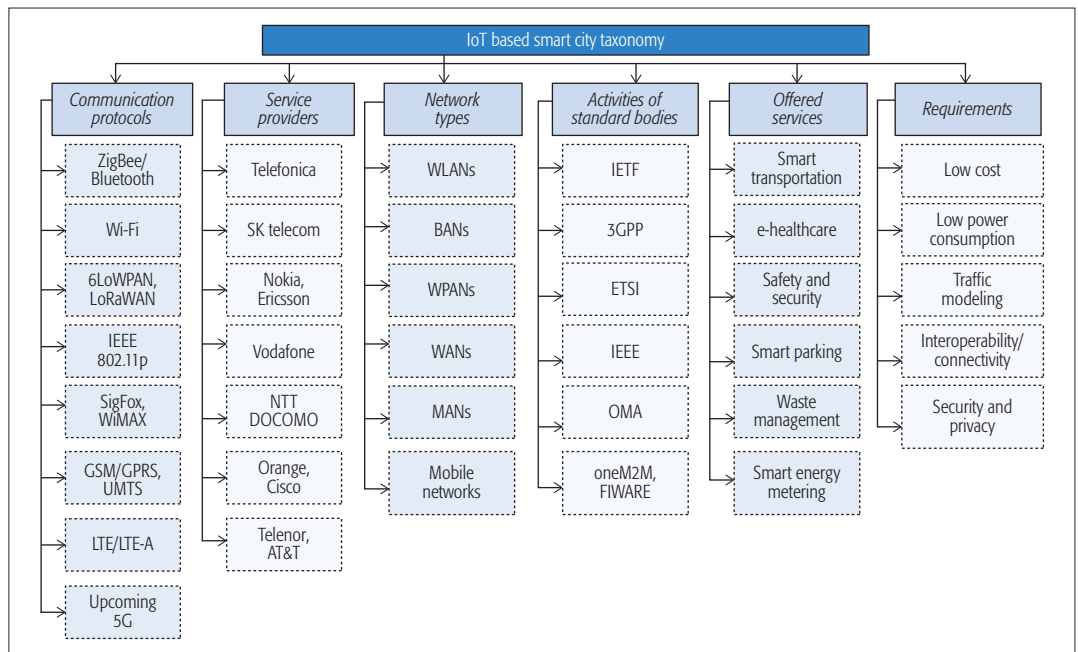 IoT based smart city taxonomy
Communication
protocols
ZigBee/
Bluetooth
Wi-Fi
6LoWPAN,
LoRaWAN
IEEE
802.11p
SigFox,
WiMAX
GSM/GPRS,
UMTS
LTE/LTE-A
Upcoming
5G
Service
providers
Telefonica
SK telecom
Nokia,
Ericsson
Vodafone
NTT
DOCOMO
Orange,
Cisco
Telenor,
AT&T
Network
types
WLANs
BANs
WPANs
WANs
MANs
Mobile
networks
Activities of
standard bodies
IETF
3GPP
ETSI
IEEE
OMA
oneM2M,
FIWARE
Offered
services
Smart
transportation
e-healthcare
Safety and
security
Smart parking
Waste
management
Smart energy
metering
Requirements
Low cost
Low power
consumption
Traffic
modeling
Interoperability/
connectivity
Security and
privacy